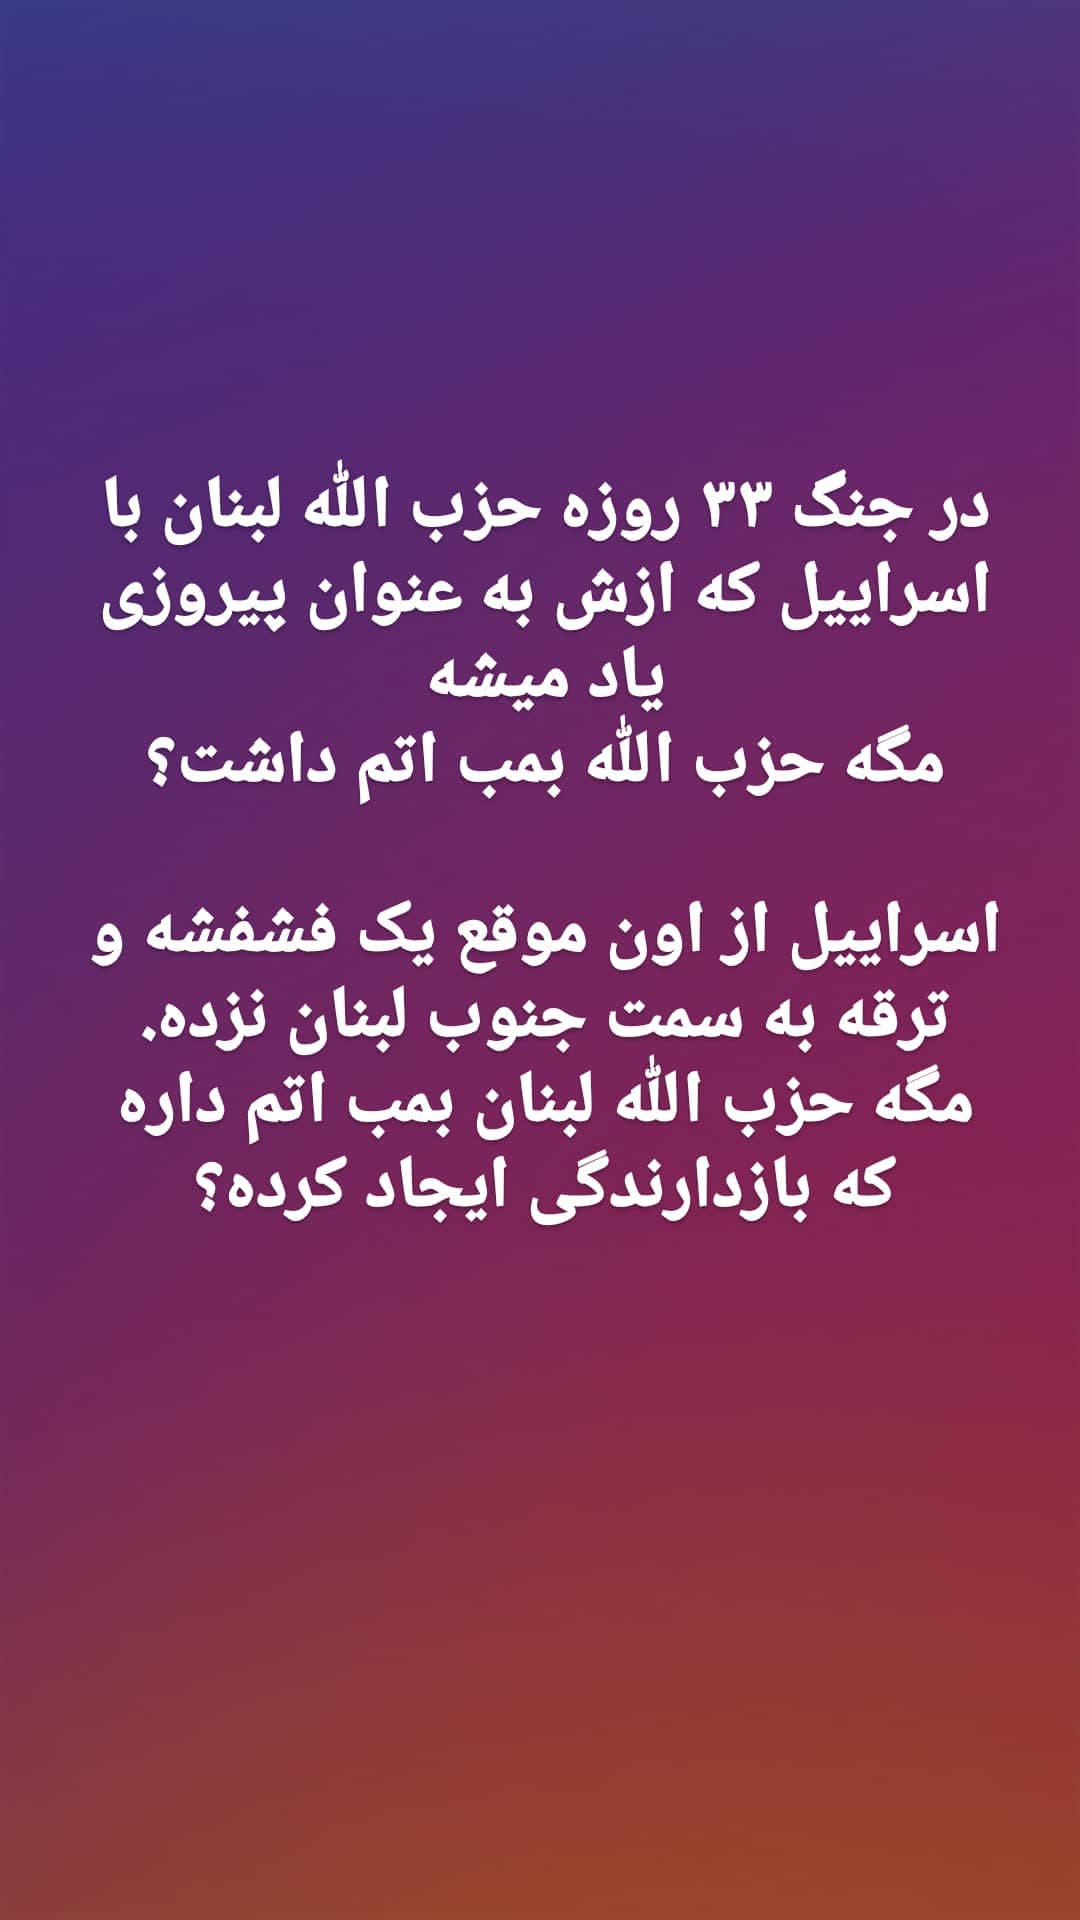 در جنگ ۳۳ روزه حزب الله لبنان با
اسراییل که ازش به عنوان پیروزی
یاد میشه
مگه حزب الله بمب اتم داشت؟
اسراییل از اون موقع یک فشفشه و
ترقه به سمت جنوب لبنان نزده.
مگه حزب الله لبنان بمب اتم داره
که بازدارندگی ایجاد کرده؟